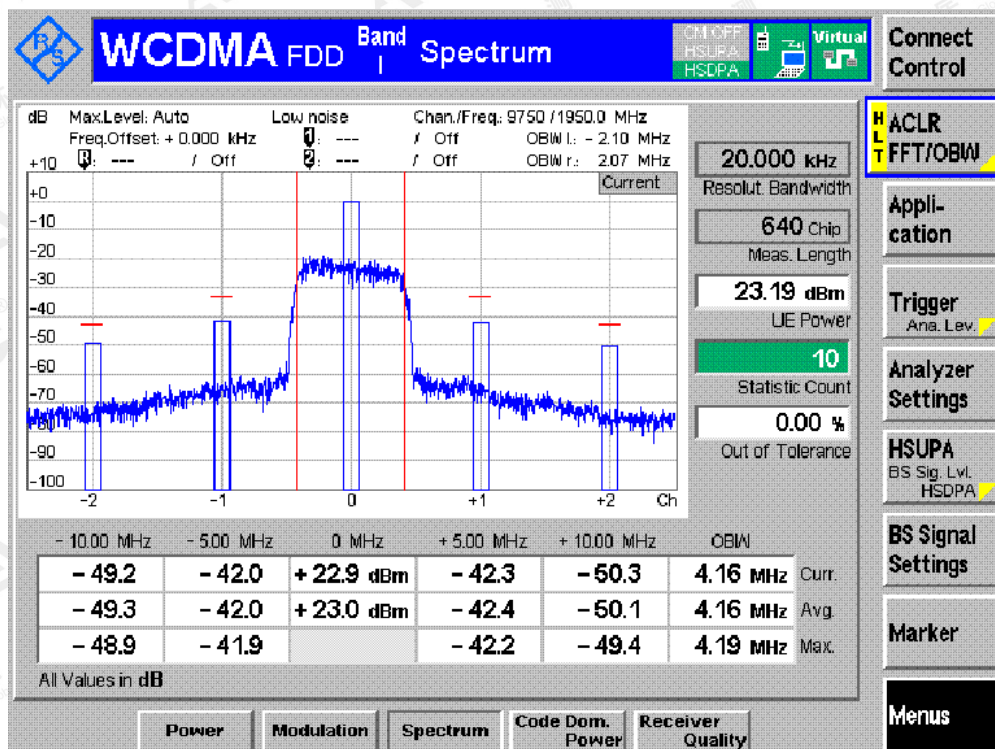 R S
WCDMA FDD Band I Spectrum
HSUPA
HSDPA
Virtual
Connect Control
dB Max.Level: Auto Low noise Chan./Freq.: 9750 / 1950.0 MHz
Freq.Offset: + 0.000 kHz 1: --- / Off OBW l.: - 2.10 MHz
R: --- / Off 2: --- / Off OBW r.: 2.07 MHz
Current
+10
+0
-10
-20
-30
-40
-50
-60
-70
-80
-90
-100
-2 -1 0 +1 +2 Ch
20.000 kHz
Resolut. Bandwidth
640 Chip
Meas. Length
23.19 dBm
UE Power
10
Statistic Count
0.00 %
Out of Tolerance
H L T
ACLR
FFT/OBW
Appli-
cation
Trigger
Ana. Lev.
Analyzer
Settings
HSUPA
BS Sig. Lvl.
HSDPA
BS Signal
Settings
Marker
Menus
- 10.00 MHz - 5.00 MHz 0 MHz + 5.00 MHz + 10.00 MHz OBW
- 49.2 - 42.0 + 22.9 dBm - 42.3 - 50.3 4.16 MHz Curr.
- 49.3 - 42.0 + 23.0 dBm - 42.4 - 50.1 4.16 MHz Avg.
- 48.9 - 41.9 - 42.2 - 49.4 4.19 MHz Max.
All Values in dB
Power Modulation Spectrum Code Dom. Power Receiver Quality